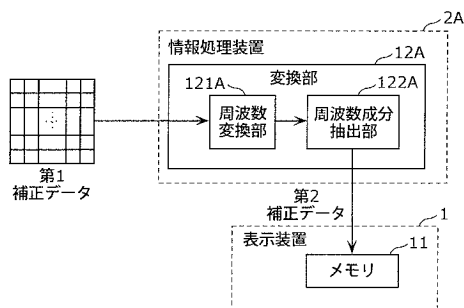 2A
情報処理装置
12A
変換部
121A
122A
周波数
変換部
周波数成分
抽出部
第1
補正データ
第2
補正データ
1
表示装置
11
メモリ